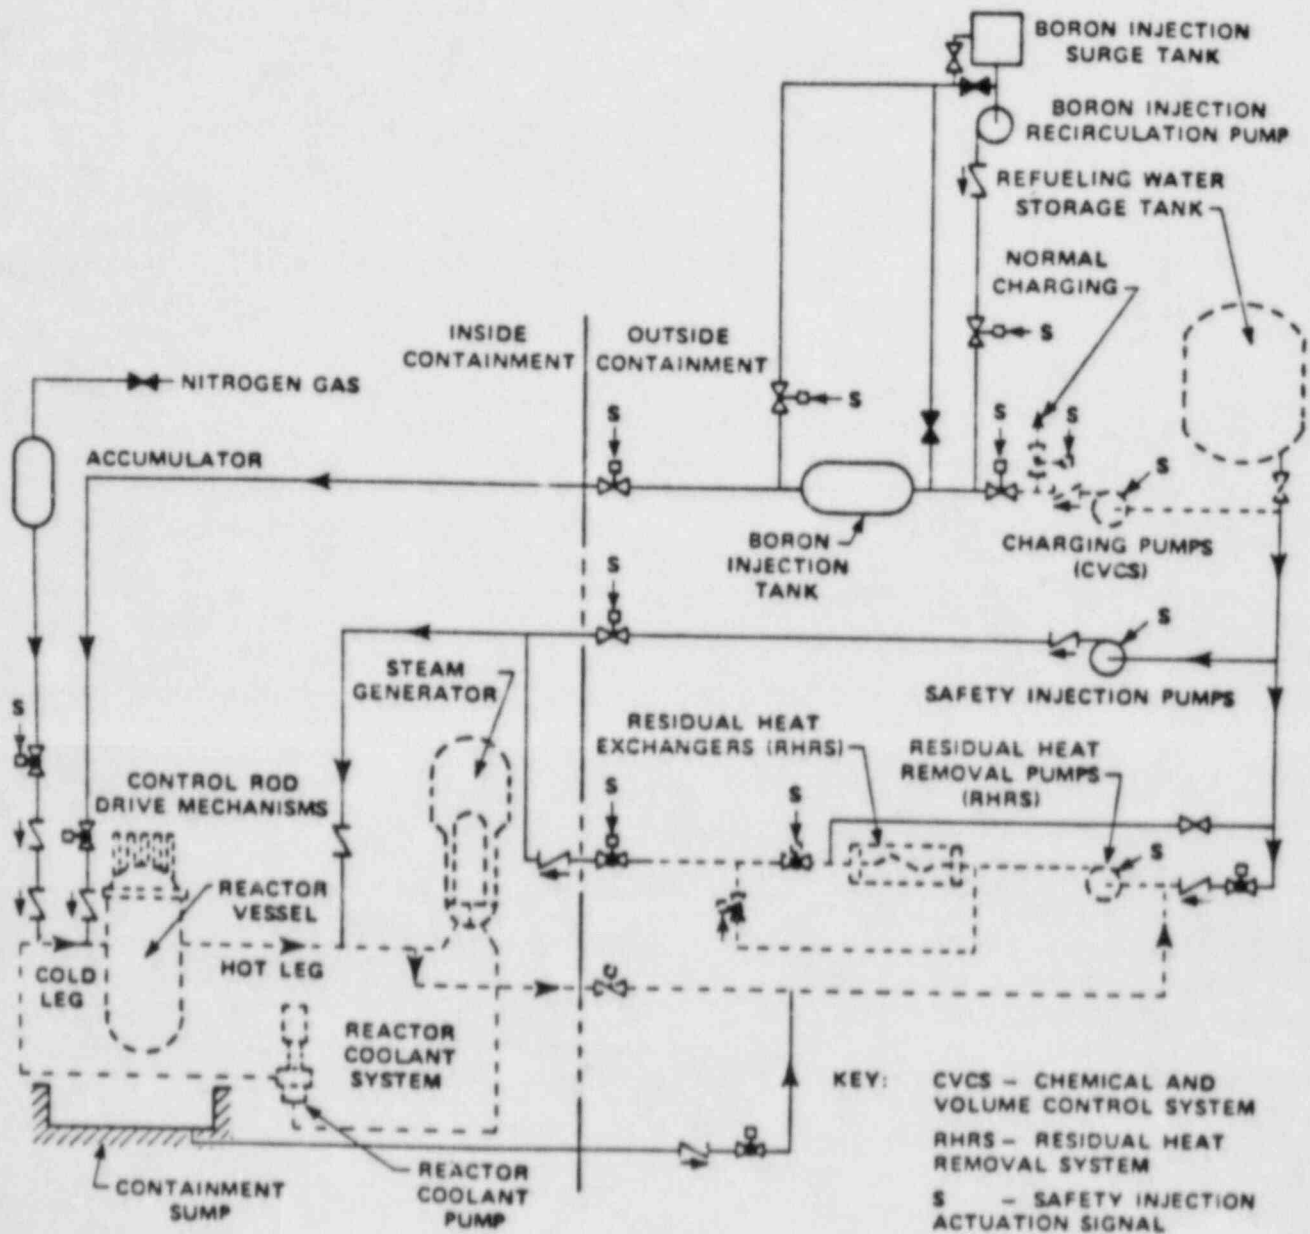 BORON INJECTION
SURGE TANK
BORON INJECTION
RECIRCULATION PUMP
REFUELING WATER
STORAGE TANK
NORMAL
CHARGING
S
INSIDE
CONTAINMENT
OUTSIDE
CONTAINMENT
NITROGEN GAS
S
S
S
S
S
ACCUMULATOR
BORON
INJECTION
TANK
CHARGING PUMPS
(CVCS)
S
S
STEAM
GENERATOR
SAFETY INJECTION PUMPS
S
RESIDUAL HEAT
EXCHANGERS (RHRS)
RESIDUAL HEAT
REMOVAL PUMPS
(RHRS)
CONTROL ROD
DRIVE MECHANISMS
S
S
S
REACTOR
VESSEL
COLD
LEG
HOT LEG
REACTOR
COOLANT
SYSTEM
KEY: CVCS – CHEMICAL AND
VOLUME CONTROL SYSTEM
RHRS – RESIDUAL HEAT
REMOVAL SYSTEM
S – SAFETY INJECTION
ACTUATION SIGNAL
CONTAINMENT
SUMP
REACTOR
COOLANT
PUMP